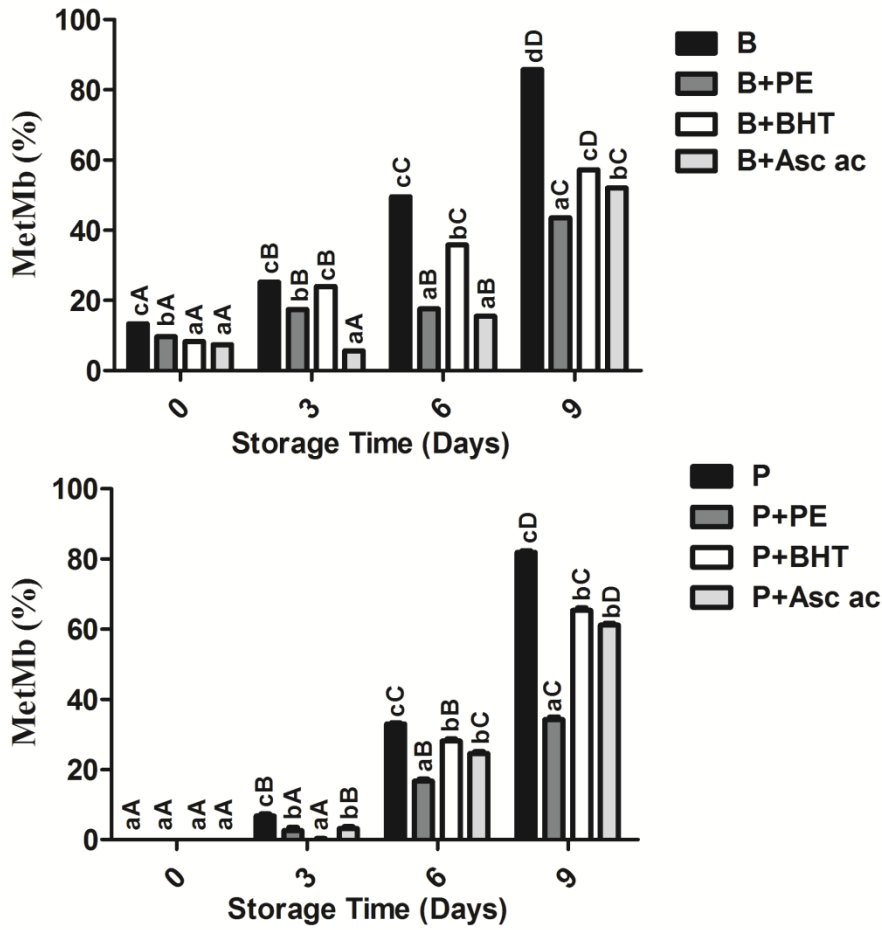 MetMb (%)
100
80
60
40
20
0
cA
bA
aA
aA
cB
bB
cB
aA
cC
aB
bC
aB
dD
aC
cD
bC
0
3
6
9
Storage Time (Days)
B
B+PE
B+BHT
B+Asc ac
MetMb (%)
100
80
60
40
20
0
aA
aA
aA
aA
cB
bA
aA
bB
cC
aB
bB
bC
cD
aC
bC
bD
0
3
6
9
Storage Time (Days)
P
P+PE
P+BHT
P+Asc ac